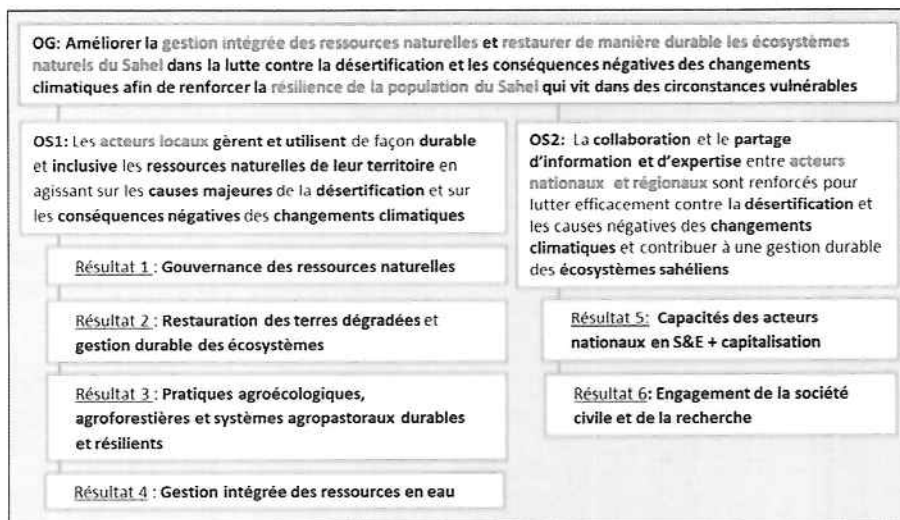 OG: Améliorer la gestion intégrée des ressources naturelles et restaurer de manière durable les écosystèmes
naturels du Sahel dans la lutte contre la désertification et les conséquences négatives des changements
climatiques afin de renforcer la résilience de la population du Sahel qui vit dans des circonstances vulnérables
OS1: Les acteurs locaux gèrent et utilisent de façon durable
et inclusive les ressources naturelles de leur territoire en
agissant sur les causes majeures de la désertification et sur
les conséquences négatives des changements climatiques
Résultat 1 : Gouvernance des ressources naturelles
Résultat 2 : Restauration des terres dégradées et
gestion durable des écosystèmes
Résultat 3 : Pratiques agroécologiques,
agroforestières et systèmes agropastoraux durables
et résilients
Résultat 4 : Gestion intégrée des ressources en eau
OS2: La collaboration et le partage
d'information et d'expertise entre acteurs
nationaux et régionaux sont renforcés pour
lutter efficacement contre la désertification et
les causes négatives des changements
climatiques et contribuer à une gestion durable
des écosystèmes sahéliens
Résultat 5: Capacités des acteurs
nationaux en S&E + capitalisation
Résultat 6: Engagement de la société
civile et de la recherche